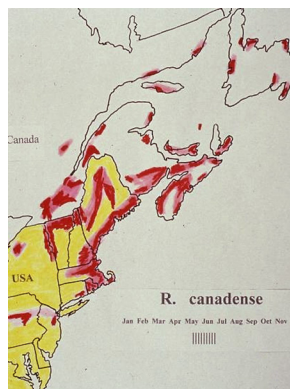 Canada
USA
R. canadense
Jan Feb Mar Apr May Jun Jul Aug Sep Oct Nov